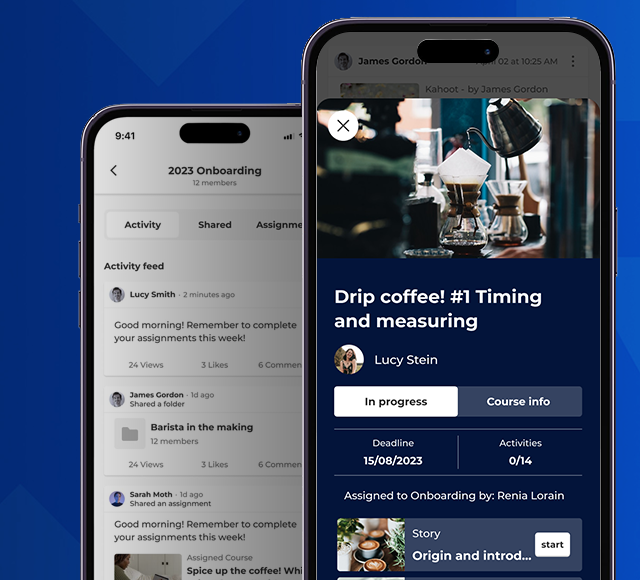 9:41
2023 Onboarding
12 members
Activity
Shared
Assignme
Activity feed
Lucy Smith · 2 minutes ago
Good morning! Remember to complete
your assignments this week!
24 Views
3 Likes
6 Commen
James Gordon · 1d ago
Shared a folder
Barista in the making
12 members
24 Views
3 Likes
6 Commen
Sarah Moth · 1d ago
Shared an assignment
Good morning! Remember to complete
your assignments this week!
Assigned Course
Spice up the coffee! Whi
James Gordon
02 at 10:25 AM
Kahoot - by James Gordon
Drip coffee! #1 Timing
and measuring
Lucy Stein
In progress
Course info
Deadline
15/08/2023
Activities
0/14
Assigned to Onboarding by: Renia Lorain
Story
Origin and introd...
start